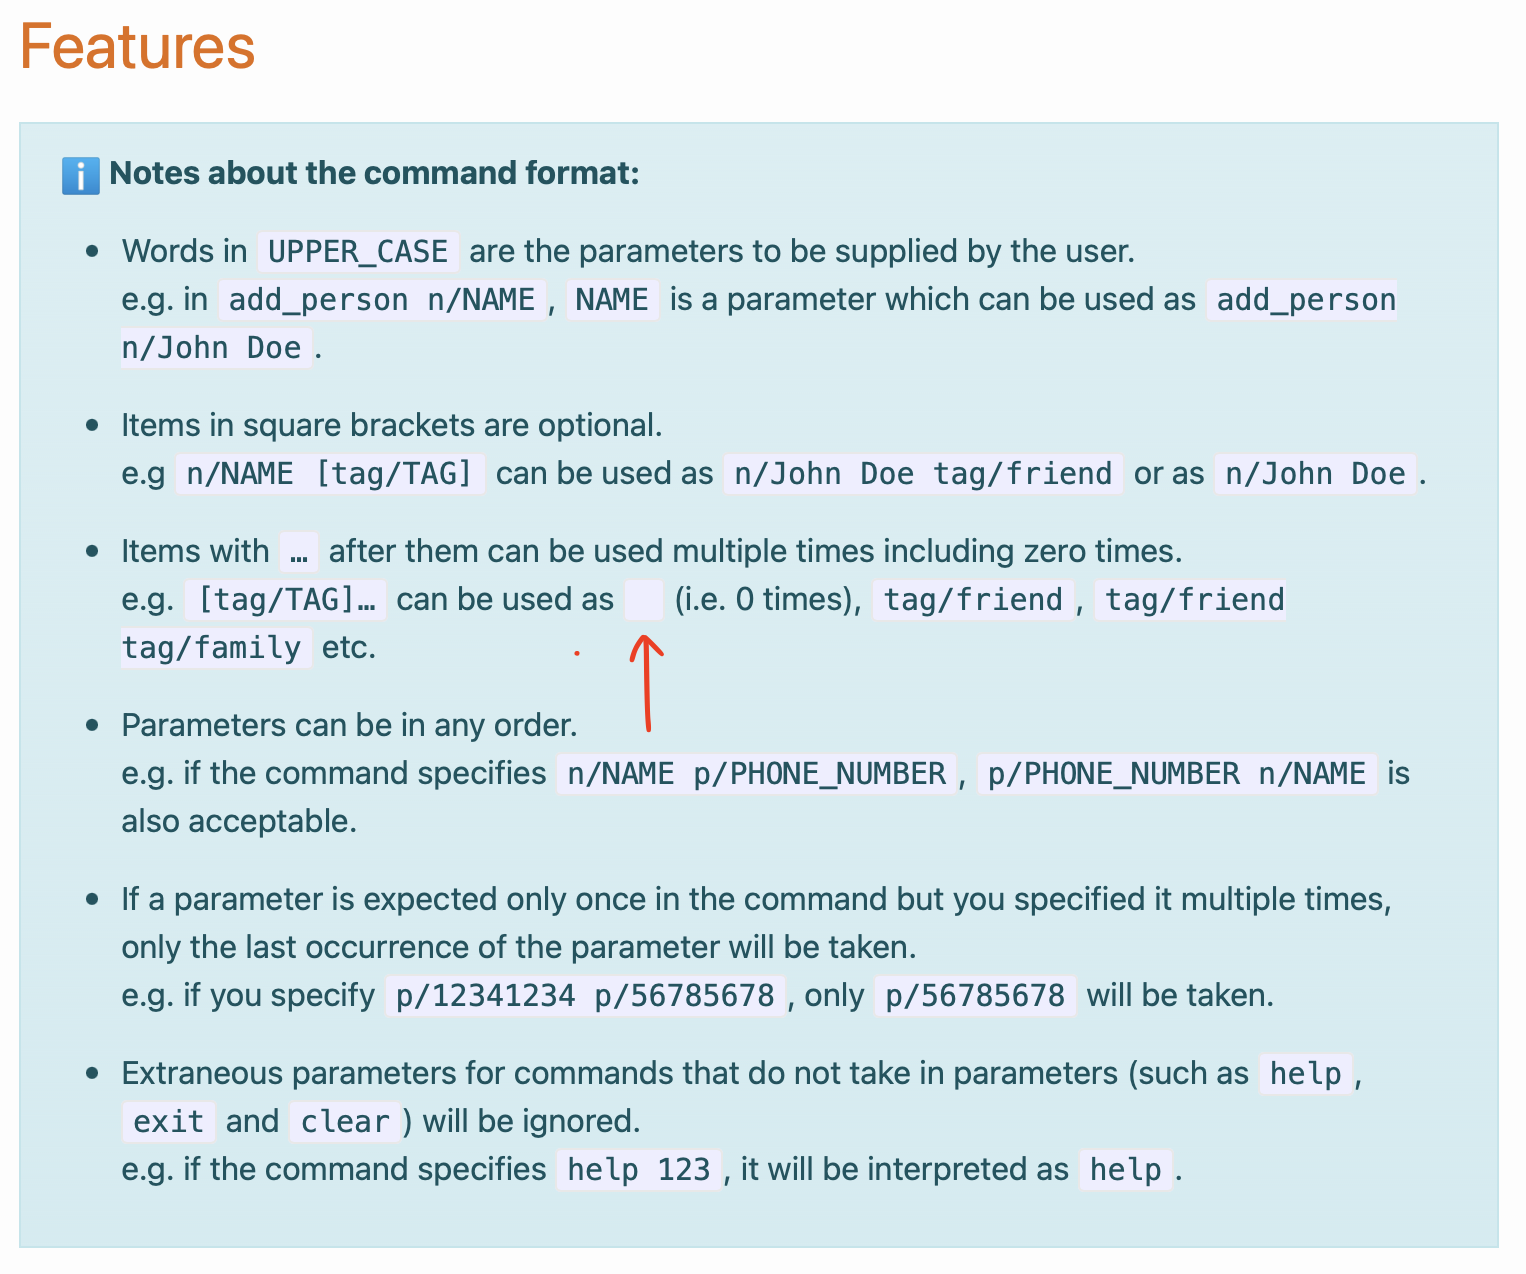 Features
Notes about the command format:
Words in UPPER_CASE are the parameters to be supplied by the user.
e.g. in add_person n/NAME, NAME is a parameter which can be used as add_person
n/John Doe.
Items in square brackets are optional.
e.g n/NAME [tag/TAG] can be used as n/John Doe tag/friend or as n/John Doe.
Items with … after them can be used multiple times including zero times.
e.g. [tag/TAG]… can be used as (i.e. 0 times), tag/friend, tag/friend
tag/family etc.
Parameters can be in any order.
e.g. if the command specifies n/NAME p/PHONE_NUMBER, p/PHONE_NUMBER n/NAME is
also acceptable.
If a parameter is expected only once in the command but you specified it multiple times,
only the last occurrence of the parameter will be taken.
e.g. if you specify p/12341234 p/56785678, only p/56785678 will be taken.
Extraneous parameters for commands that do not take in parameters (such as help,
exit and clear) will be ignored.
e.g. if the command specifies help 123, it will be interpreted as help.